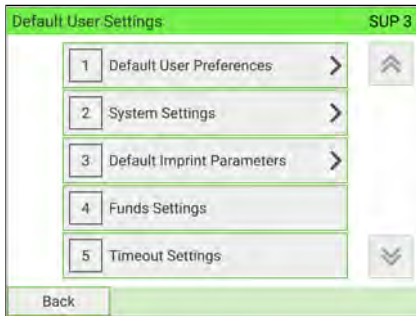 Default User Settings SUP 3
1 Default User Preferences
2 System Settings
3 Default Imprint Parameters
4 Funds Settings
5 Timeout Settings
Back